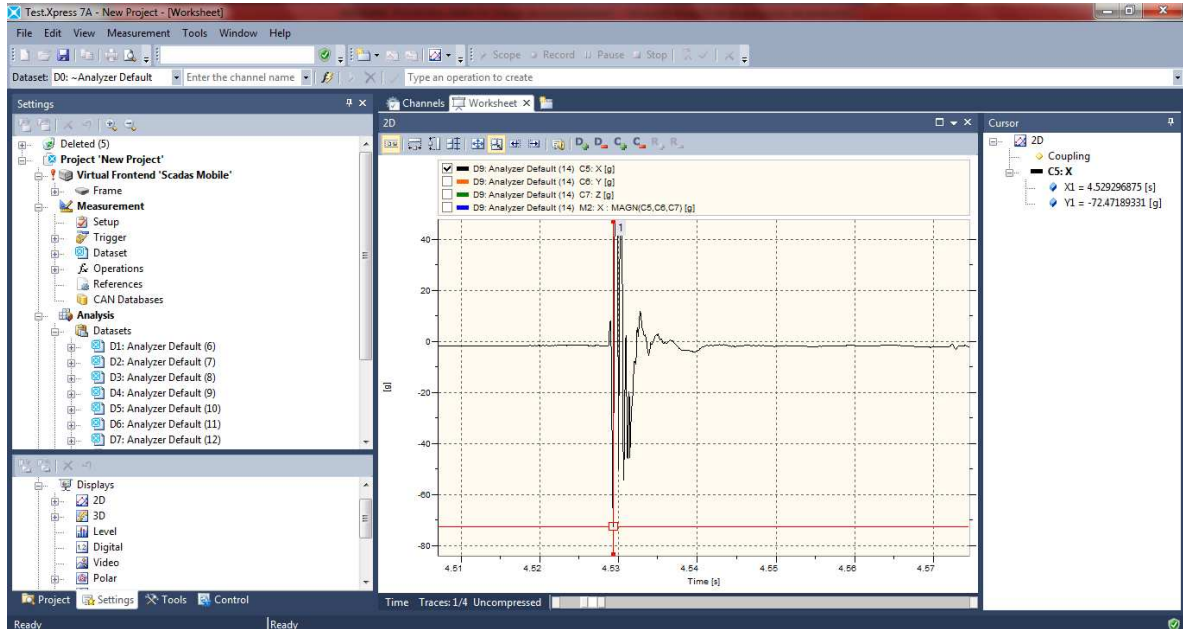 Test.Xpress 7A - New Project - [Worksheet]
File Edit View Measurement Tools Window Help
Scope Record Pause Stop
Dataset: D0: ~Analyzer Default Enter the channel name Type an operation to create
Settings
Deleted (5)
Project 'New Project'
Virtual Frontend 'Scadas Mobile'
Frame
Measurement
Setup
Trigger
Dataset
Operations
References
CAN Databases
Analysis
Datasets
D1: Analyzer Default (6)
D2: Analyzer Default (7)
D3: Analyzer Default (8)
D4: Analyzer Default (9)
D5: Analyzer Default (10)
D6: Analyzer Default (11)
D7: Analyzer Default (12)
Displays
2D
3D
Level
Digital
Video
Polar
Project Settings Tools Control
Channels Worksheet
2D
D9: Analyzer Default (14) C5: X [g]
D9: Analyzer Default (14) C6: Y [g]
D9: Analyzer Default (14) C7: Z [g]
D9: Analyzer Default (14) M2: X : MAGN(C5,C6,C7) [g]
1
40
20
0
-20
-40
-60
-80
[g]
4.51 4.52 4.53 4.54 4.55 4.56 4.57
Time [s]
Time Traces: 1/4 Uncompressed
Cursor
2D
Coupling
C5: X
X1 = 4.529296875 [s]
Y1 = -72.47189331 [g]
Ready Ready